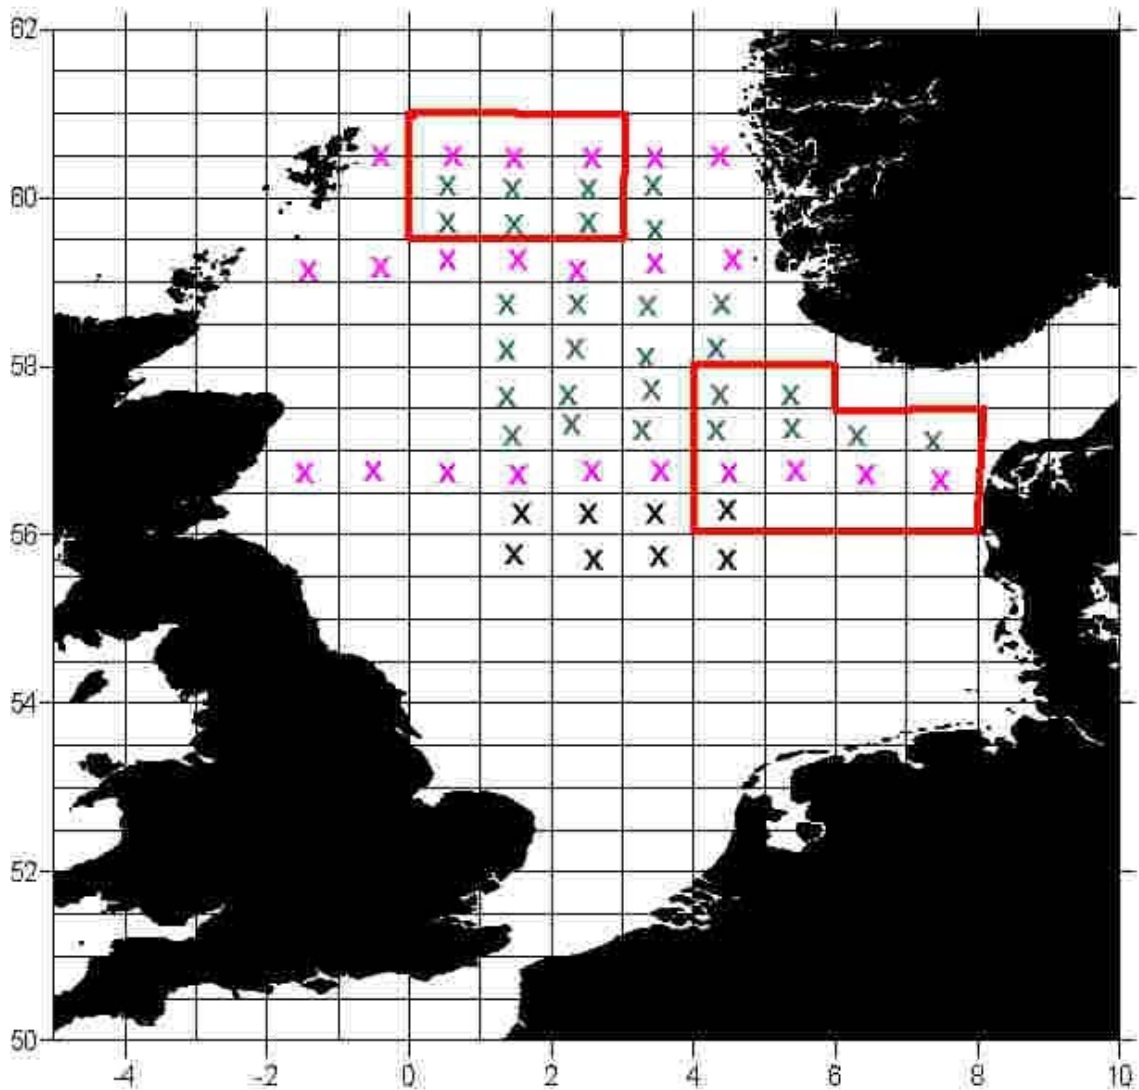 62
60
58
56
54
52
50
-4 -2 0 2 4 6 8 10
X X X X X X
X X X X
X X X X
X X X X X X X
X X X X
X X X X
X X X X X
X X X X X X X
X X X X X X X X X X
X X X X
X X X X